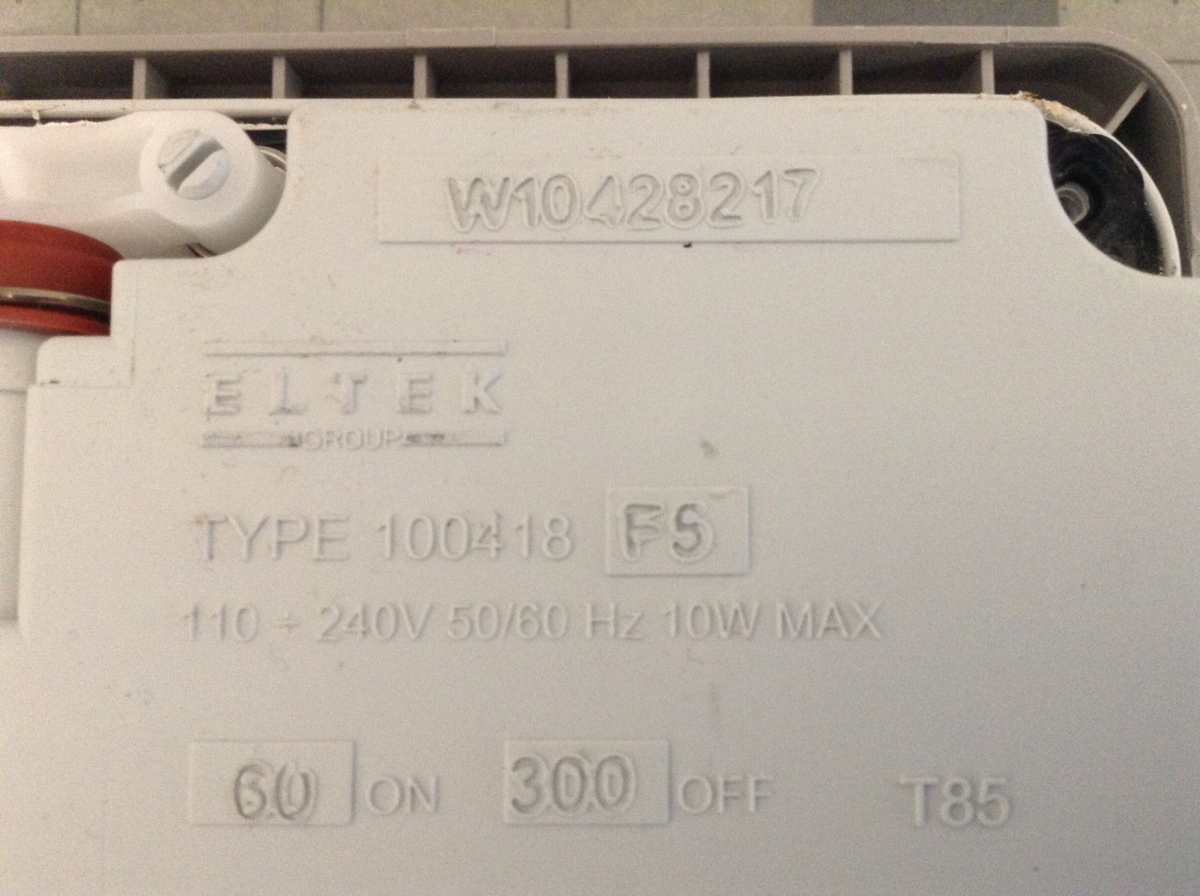 W10428217
ELTEK
GROUP
TYPE 100418 FS
110 ÷ 240V 50/60 Hz 10W MAX
60 ON 300 OFF T85